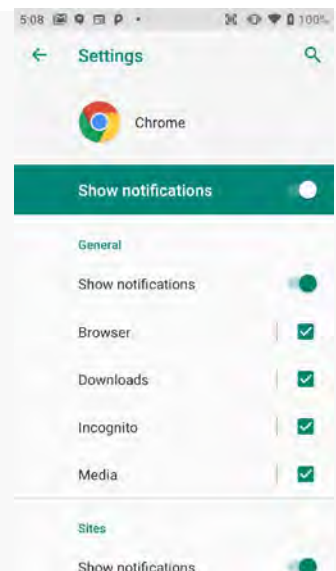 5:08 100%
Settings
Chrome
Show notifications
General
Show notifications
Browser
Downloads
Incognito
Media
Sites
Show notifications